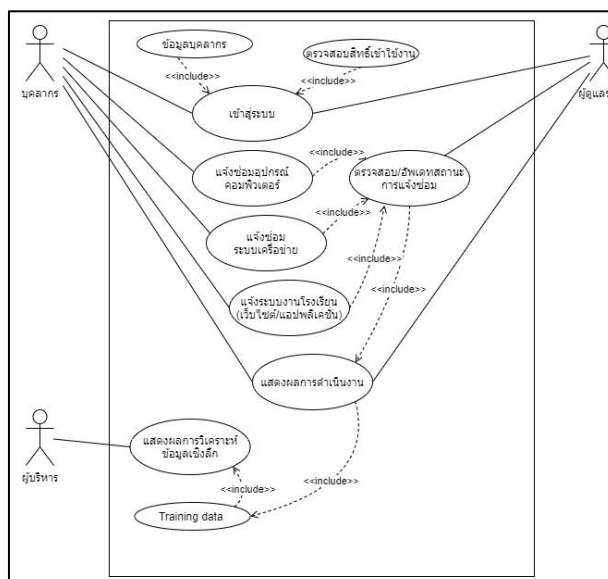 ข้อมูลบุคลากร
ตรวจสอบสิทธิ์เข้าใช้งาน
<<include>>
<<include>>
บุคลากร
ผู้ดูแลร
เข้าสู่ระบบ
แจ้งซ่อมอุปกรณ์
คอมพิวเตอร์
<<include>>
ตรวจสอบ/อัพเดทสถานะ
การแจ้งซ่อม
<<include>>
แจ้งซ่อม
ระบบเครือข่าย
<<include>>
แจ้งระบบงานโรงเรียน
(เว็บไซต์/แอปพลิเคชั่น)
<<include>>
แสดงผลการดำเนินงาน
แสดงผลการวิเคราะห์
ข้อมูลเชิงลึก
ผู้บริหาร
<<include>>
<<include>>
Training data